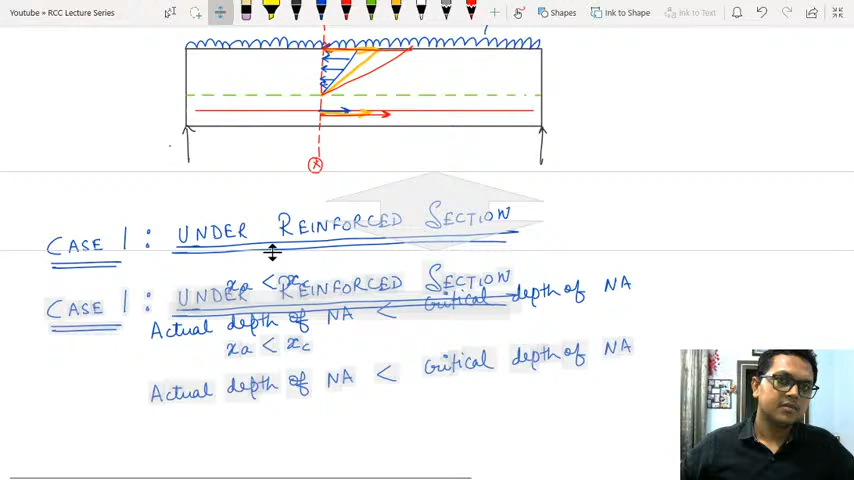 Youtube » RCC Lecture Series
Shapes
Ink to Shape
Ink to Text
X
CASE 1 : UNDER REINFORCED SECTION
xa < xc
CASE 1 : UNDER REINFORCED SECTION
Actual depth of NA < critical depth of NA
xa < xc
Actual depth of NA < critical depth of NA